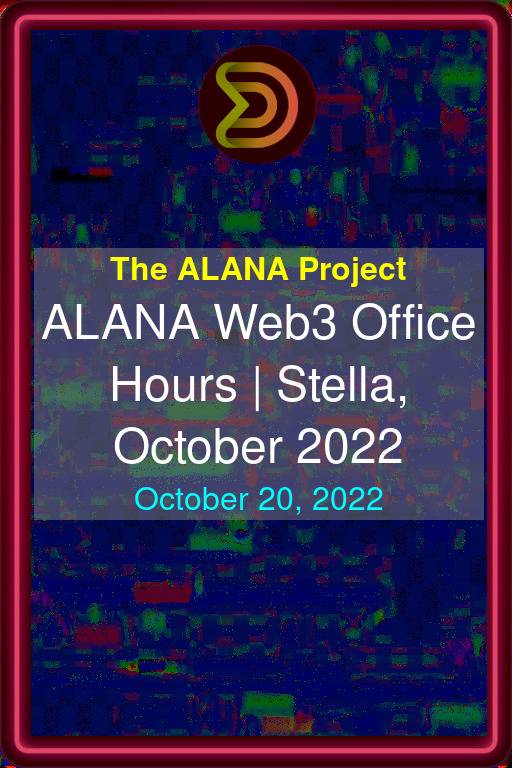 The ALANA Project
ALANA Web3 Office
Hours | Stella,
October 2022
October 20, 2022